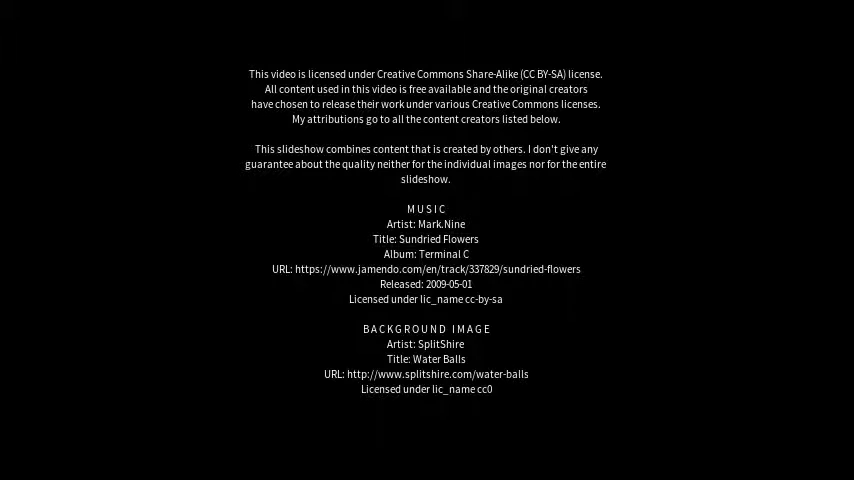 This video is licensed under Creative Commons Share-Alike (CC BY-SA) license.
All content used in this video is free available and the original creators
have chosen to release their work under various Creative Commons licenses.
My attributions go to all the content creators listed below.
This slideshow combines content that is created by others. I don't give any
guarantee about the quality neither for the individual images nor for the entire
slideshow.
MUSIC
Artist: Mark.Nine
Title: Sundried Flowers
Album: Terminal C
URL: https://www.jamendo.com/en/track/337829/sundried-flowers
Released: 2009-05-01
Licensed under lic_name cc-by-sa
BACKGROUND IMAGE
Artist: SplitShire
Title: Water Balls
URL: http://www.splitshire.com/water-balls
Licensed under lic_name cc0